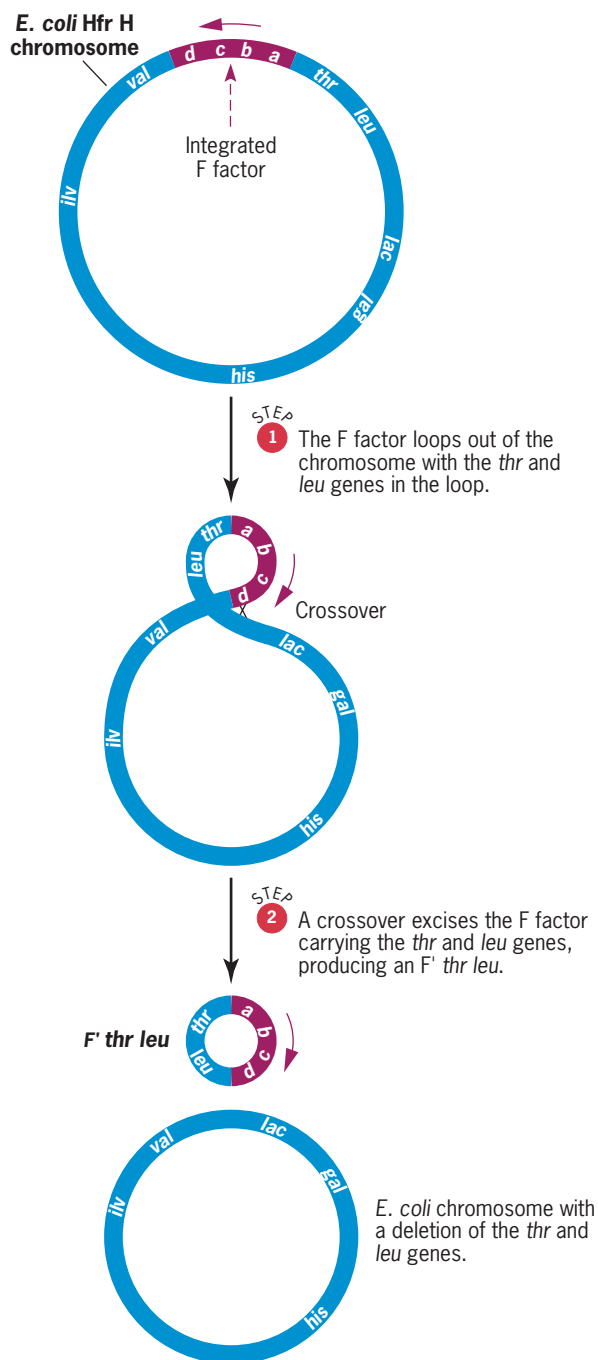 E. coli Hfr H
chromosome
val
d c b a
thr
leu
ilv
lac
gal
his
Integrated
F factor
STEP
1
The F factor loops out of the
chromosome with the thr and
leu genes in the loop.
leu thr a b c d
Crossover
val
lac
gal
ilv
his
STEP
2
A crossover excises the F factor
carrying the thr and leu genes,
producing an F' thr leu.
F' thr leu
leu thr a b c d
val
lac
gal
ilv
his
E. coli chromosome with
a deletion of the thr and
leu genes.